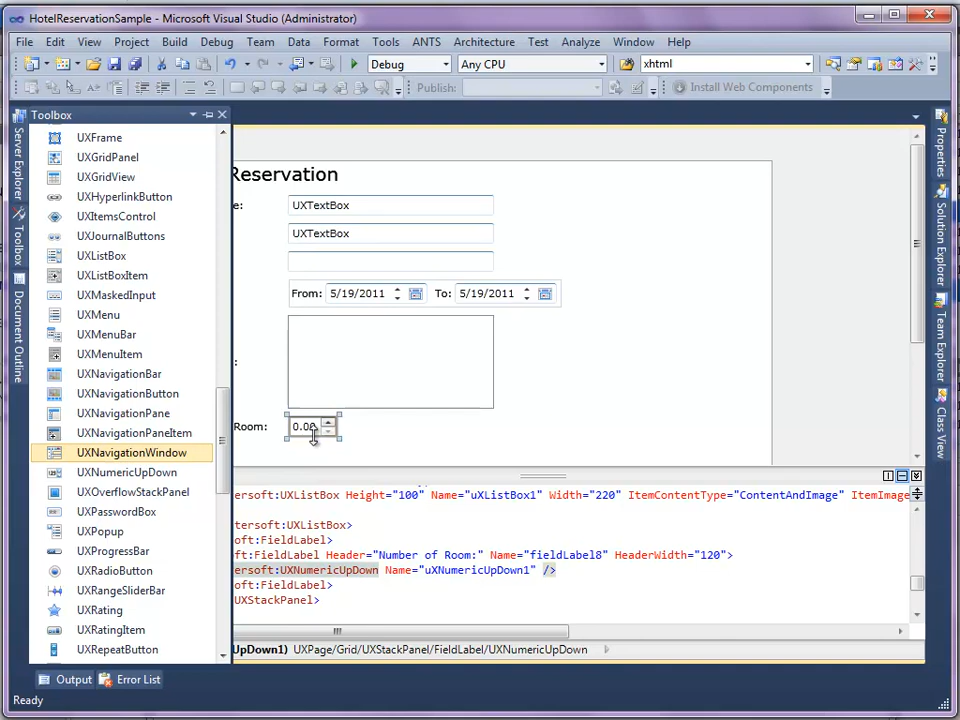 HotelReservationSample - Microsoft Visual Studio (Administrator)
File Edit View Project Build Debug Team Data Format Tools ANTS Architecture Test Analyze Window Help
Debug Any CPU xhtml
Publish: Install Web Components
Toolbox
Server Explorer
Toolbox
Document Outline
UXFrame
UXGridPanel
UXGridView
UXHyperlinkButton
UXItemsControl
UXJournalButtons
UXListBox
UXListBoxItem
UXMaskedInput
UXMenu
UXMenuBar
UXMenuItem
UXNavigationBar
UXNavigationButton
UXNavigationPane
UXNavigationPaneItem
UXNavigationWindow
UXNumericUpDown
UXOverflowStackPanel
UXPasswordBox
UXPopup
UXProgressBar
UXRadioButton
UXRangeSliderBar
UXRating
UXRatingItem
UXRepeatButton
Reservation
e: UXTextBox
UXTextBox
From: 5/19/2011 To: 5/19/2011
:
Room: 0.00
tersoft:UXListBox Height="100" Name="uXListBox1" Width="220" ItemContentType="ContentAndImage" ItemImage
tersoft:UXListBox>
oft:FieldLabel>
ft:FieldLabel Header="Number of Room:" Name="fieldLabel8" HeaderWidth="120">
ersoft:UXNumericUpDown Name="uXNumericUpDown1" />
oft:FieldLabel>
UXStackPanel>
UpDown1) UXPage/Grid/UXStackPanel/FieldLabel/UXNumericUpDown
Properties
Solution Explorer
Team Explorer
Class View
Output Error List
Ready